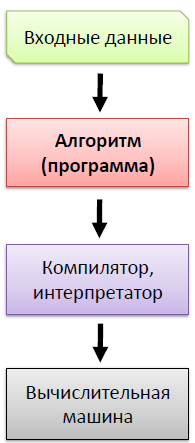 Входные данные
Алгоритм
(программа)
Компилятор,
интерпретатор
Вычислительная
машина